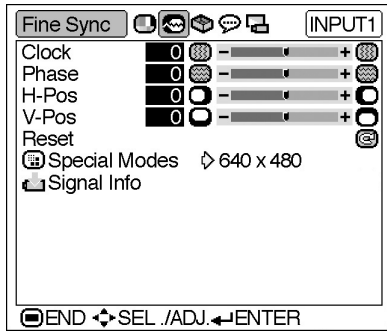 Fine Sync INPUT1
Clock 0 - +
Phase 0 - +
H-Pos 0 - +
V-Pos 0 - +
Reset
Special Modes 640 x 480
Signal Info
END SEL ./ADJ. ENTER